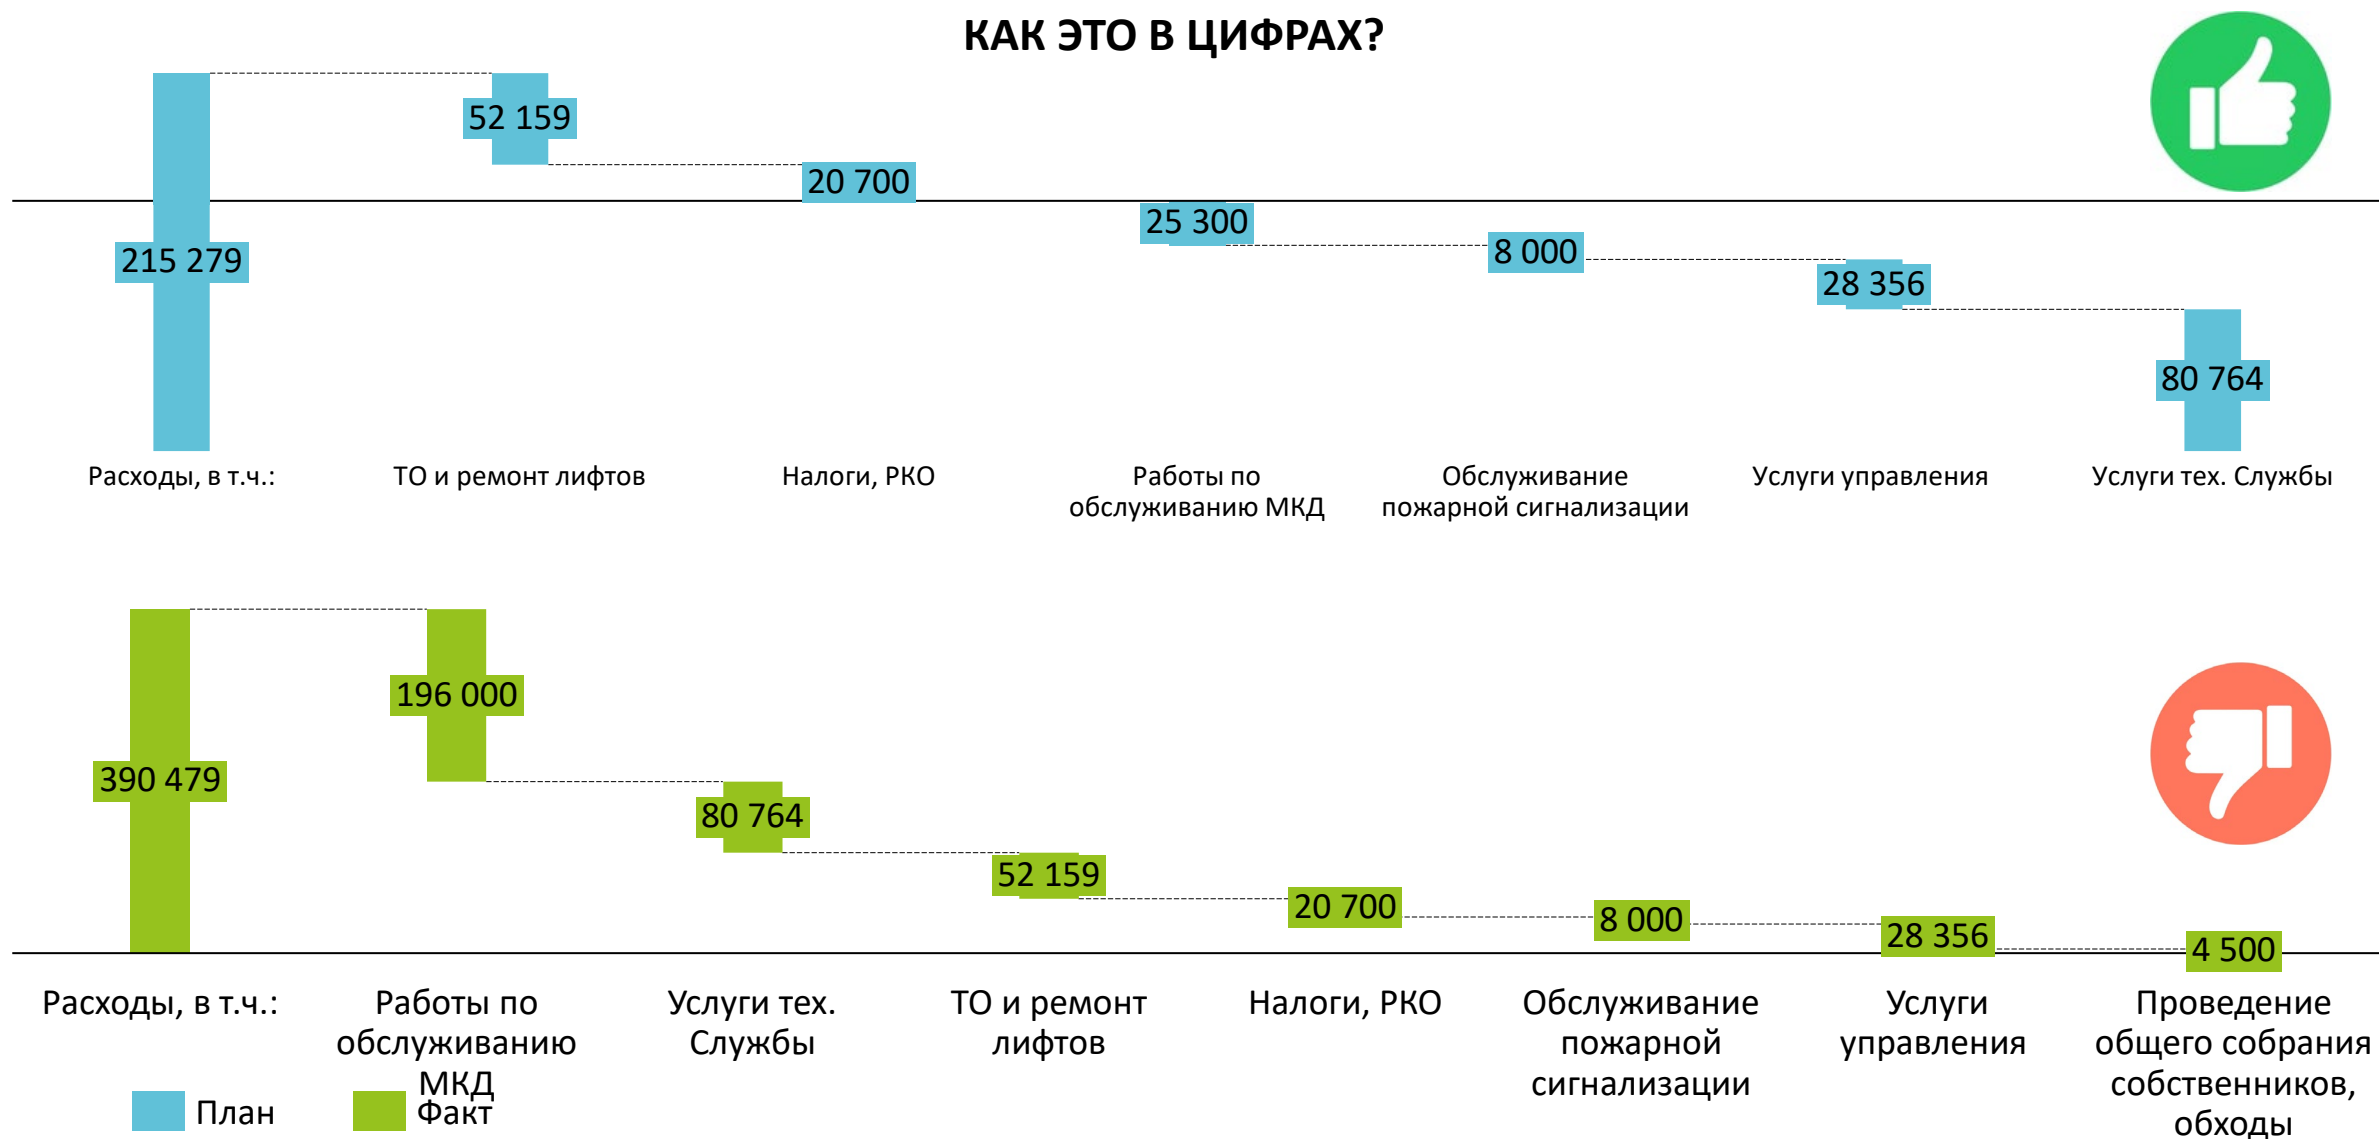 КАК ЭТО В ЦИФРАХ?
52 159
20 700
25 300
215 279
8 000
28 356
80 764
Расходы, в т.ч.:
ТО и ремонт лифтов
Налоги, РКО
Работы по
обслуживанию МКД
Обслуживание
пожарной сигнализации
Услуги управления
Услуги тех. Службы
196 000
390 479
80 764
52 159
20 700
8 000
28 356
4 500
Расходы, в т.ч.:
Работы по
обслуживанию
МКД
Услуги тех.
Службы
ТО и ремонт
лифтов
Налоги, РКО
Обслуживание
пожарной
сигнализации
Услуги
управления
Проведение
общего собрания
собственников,
обходы
План
Факт